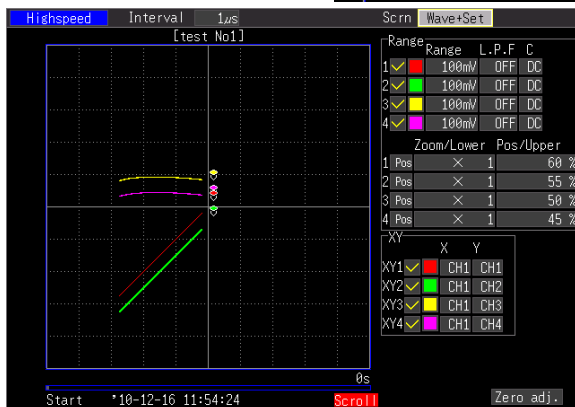 Highspeed Interval 1µs Scrn Wave+Set
[test No1]
Range
Range L.P.F C
1 100mV OFF DC
2 100mV OFF DC
3 100mV OFF DC
4 100mV OFF DC
Zoom/Lower Pos/Upper
1 Pos × 1 60 %
2 Pos × 1 55 %
3 Pos × 1 50 %
4 Pos × 1 45 %
XY
X Y
XY1 CH1 CH1
XY2 CH1 CH2
XY3 CH1 CH3
XY4 CH1 CH4
0s
Start '10-12-16 11:54:24 Scroll Zero adj.